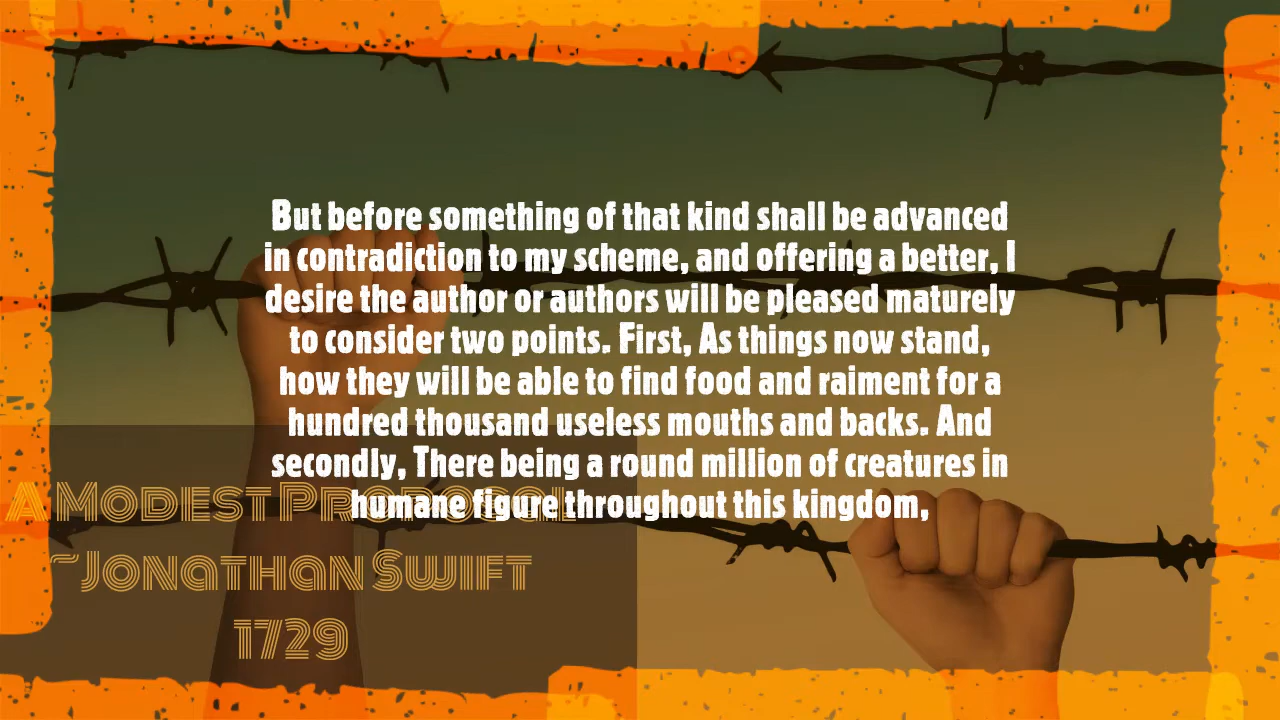 But before something of that kind shall be advanced
in contradiction to my scheme, and offering a better, I
desire the author or authors will be pleased maturely
to consider two points. First, As things now stand,
how they will be able to find food and raiment for a
hundred thousand useless mouths and backs. And
secondly, There being a round million of creatures in
humane figure throughout this kingdom,
A Modest Proposal
~Jonathan Swift
1729